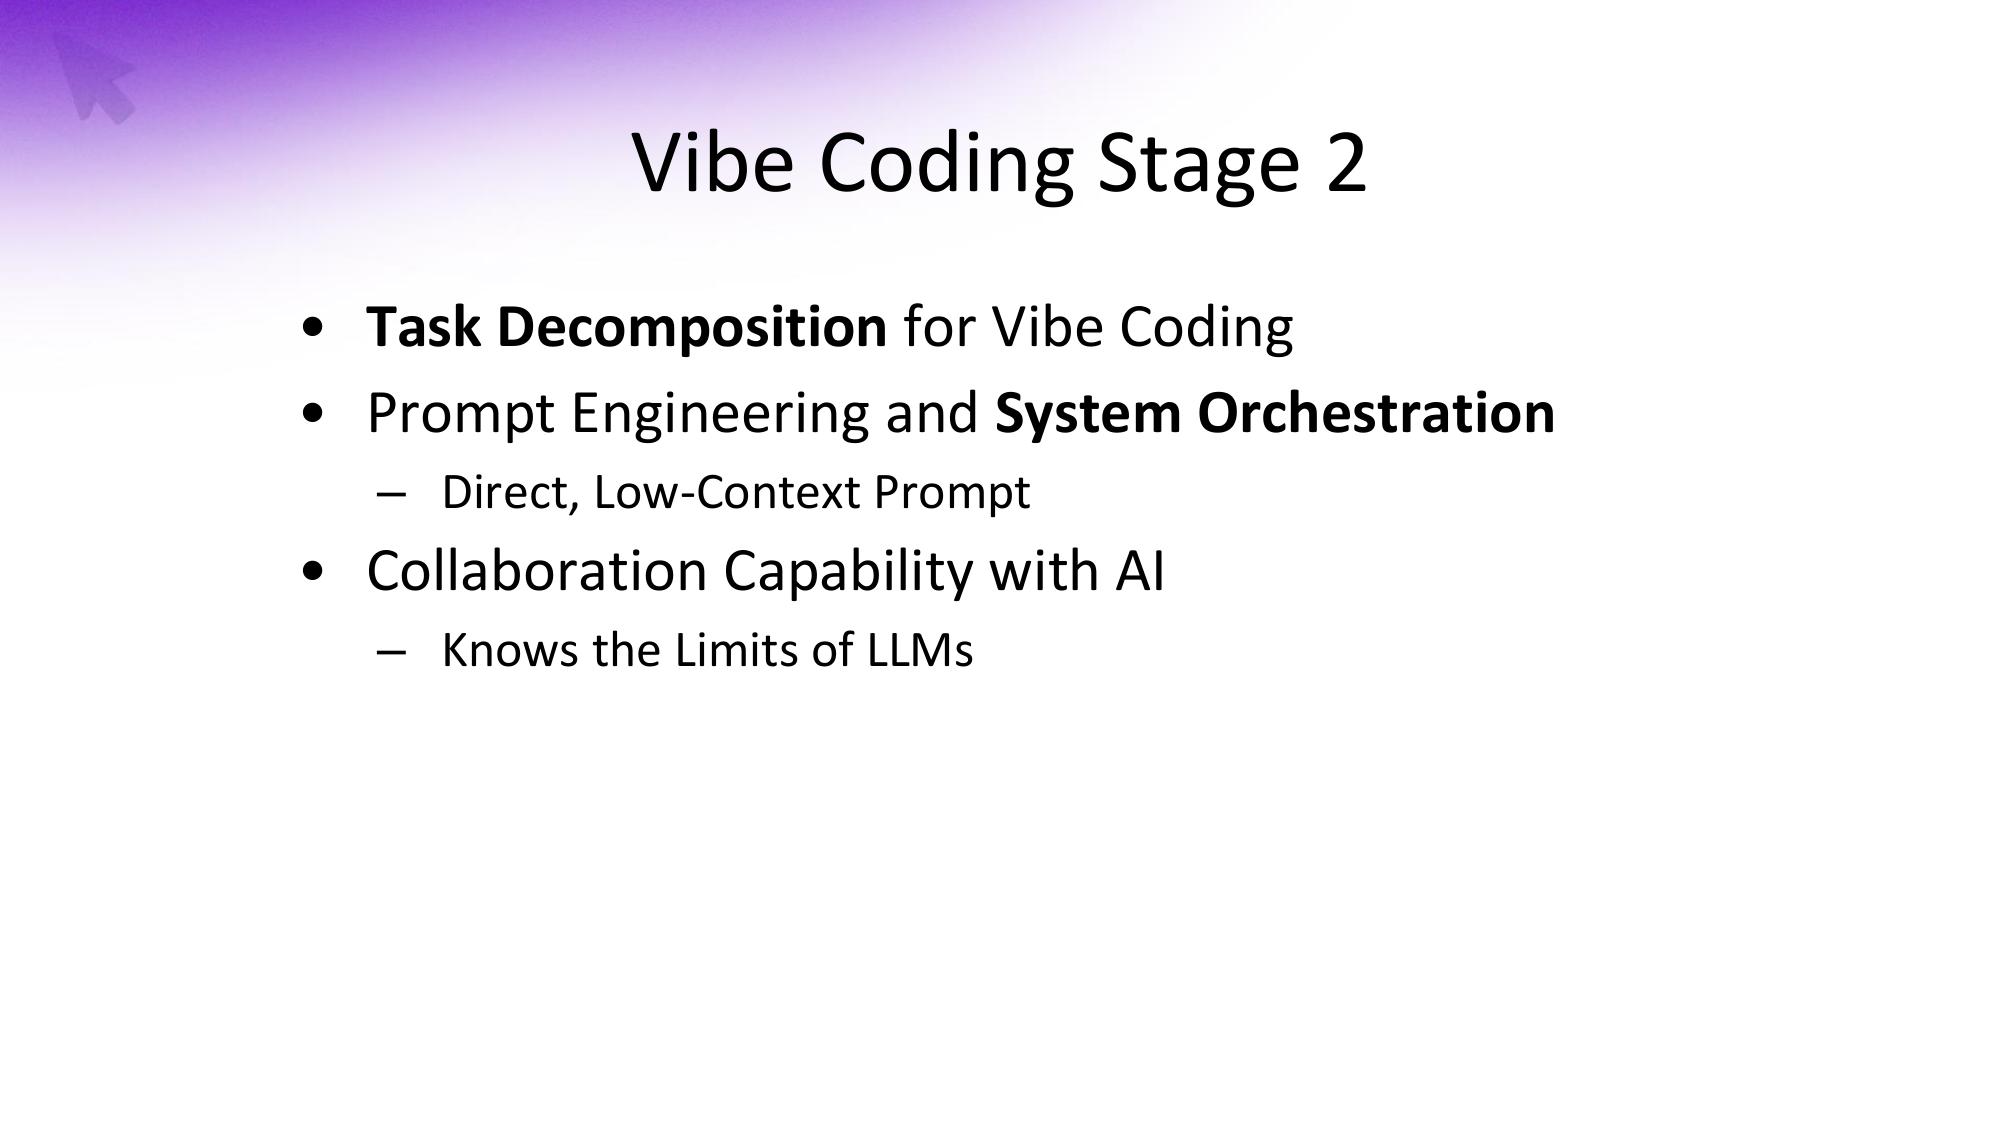 Vibe Coding Stage 2
• Task Decomposition for Vibe Coding
• Prompt Engineering and System Orchestration
– Direct, Low-Context Prompt
• Collaboration Capability with AI
– Knows the Limits of LLMs